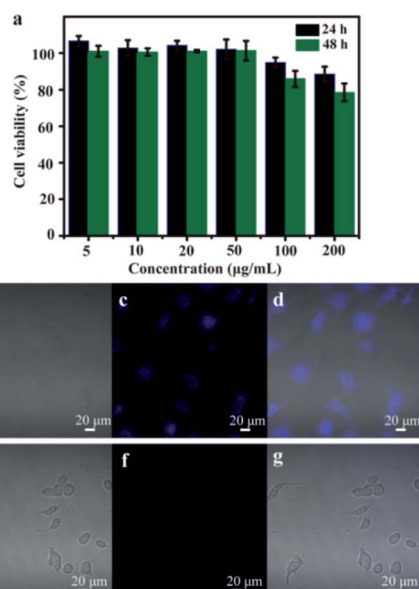 a
24 h
48 h
100
80
60
40
20
0
5 10 20 50 100 200
Cell viability (%)
Concentration (μg/mL)
c d
20 μm 20 μm 20 μm
f g
20 μm 20 μm 20 μm